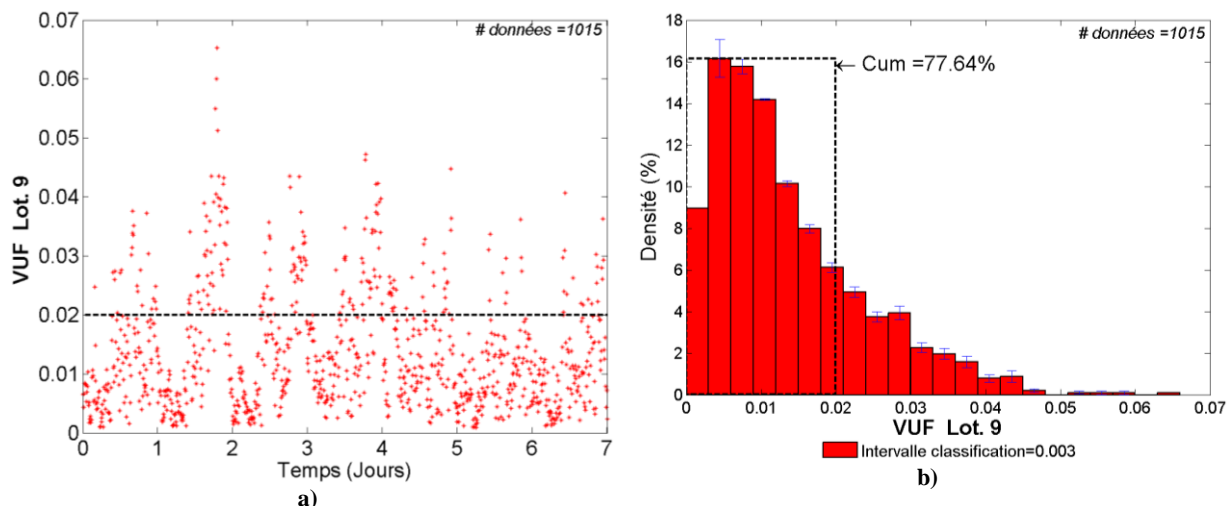 # données =1015
0.07
0.06
0.05
0.04
0.03
0.02
0.01
0
VUF Lot. 9
0 1 2 3 4 5 6 7
Temps (Jours)
a)
# données =1015
18
16
14
12
10
8
6
4
2
0
Densité (%)
← Cum =77.64%
0 0.01 0.02 0.03 0.04 0.05 0.06 0.07
VUF Lot. 9
Intervalle classification=0.003
b)